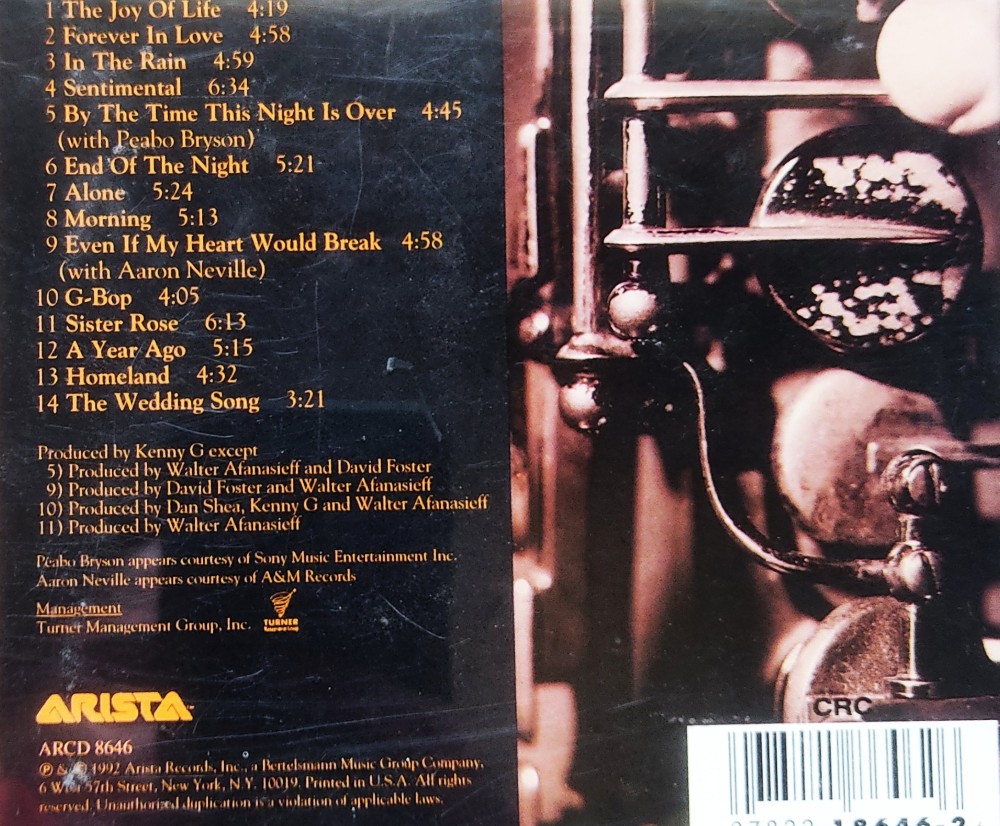 1 The Joy Of Life 4:19
2 Forever In Love 4:58
3 In The Rain 4:59
4 Sentimental 6:34
5 By The Time This Night Is Over 4:45
(with Peabo Bryson)
6 End Of The Night 5:21
7 Alone 5:24
8 Morning 5:13
9 Even If My Heart Would Break 4:58
(with Aaron Neville)
10 G-Bop 4:05
11 Sister Rose 6:13
12 A Year Ago 5:15
13 Homeland 4:32
14 The Wedding Song 3:21
Produced by Kenny G except
5) Produced by Walter Afanasieff and David Foster
9) Produced by David Foster and Walter Afanasieff
10) Produced by Dan Shea, Kenny G and Walter Afanasieff
11) Produced by Walter Afanasieff
Peabo Bryson appears courtesy of Sony Music Entertainment Inc.
Aaron Neville appears courtesy of A&M Records
Management
Turner Management Group, Inc.
TURNER
ARISTA
ARCD 8646
℗ & © 1992 Arista Records, Inc., a Bertelsmann Music Group Company,
6 West 57th Street, New York, N.Y. 10019. Printed in U.S.A. All rights
reserved. Unauthorized duplication is a violation of applicable laws.
CRC
18646-2